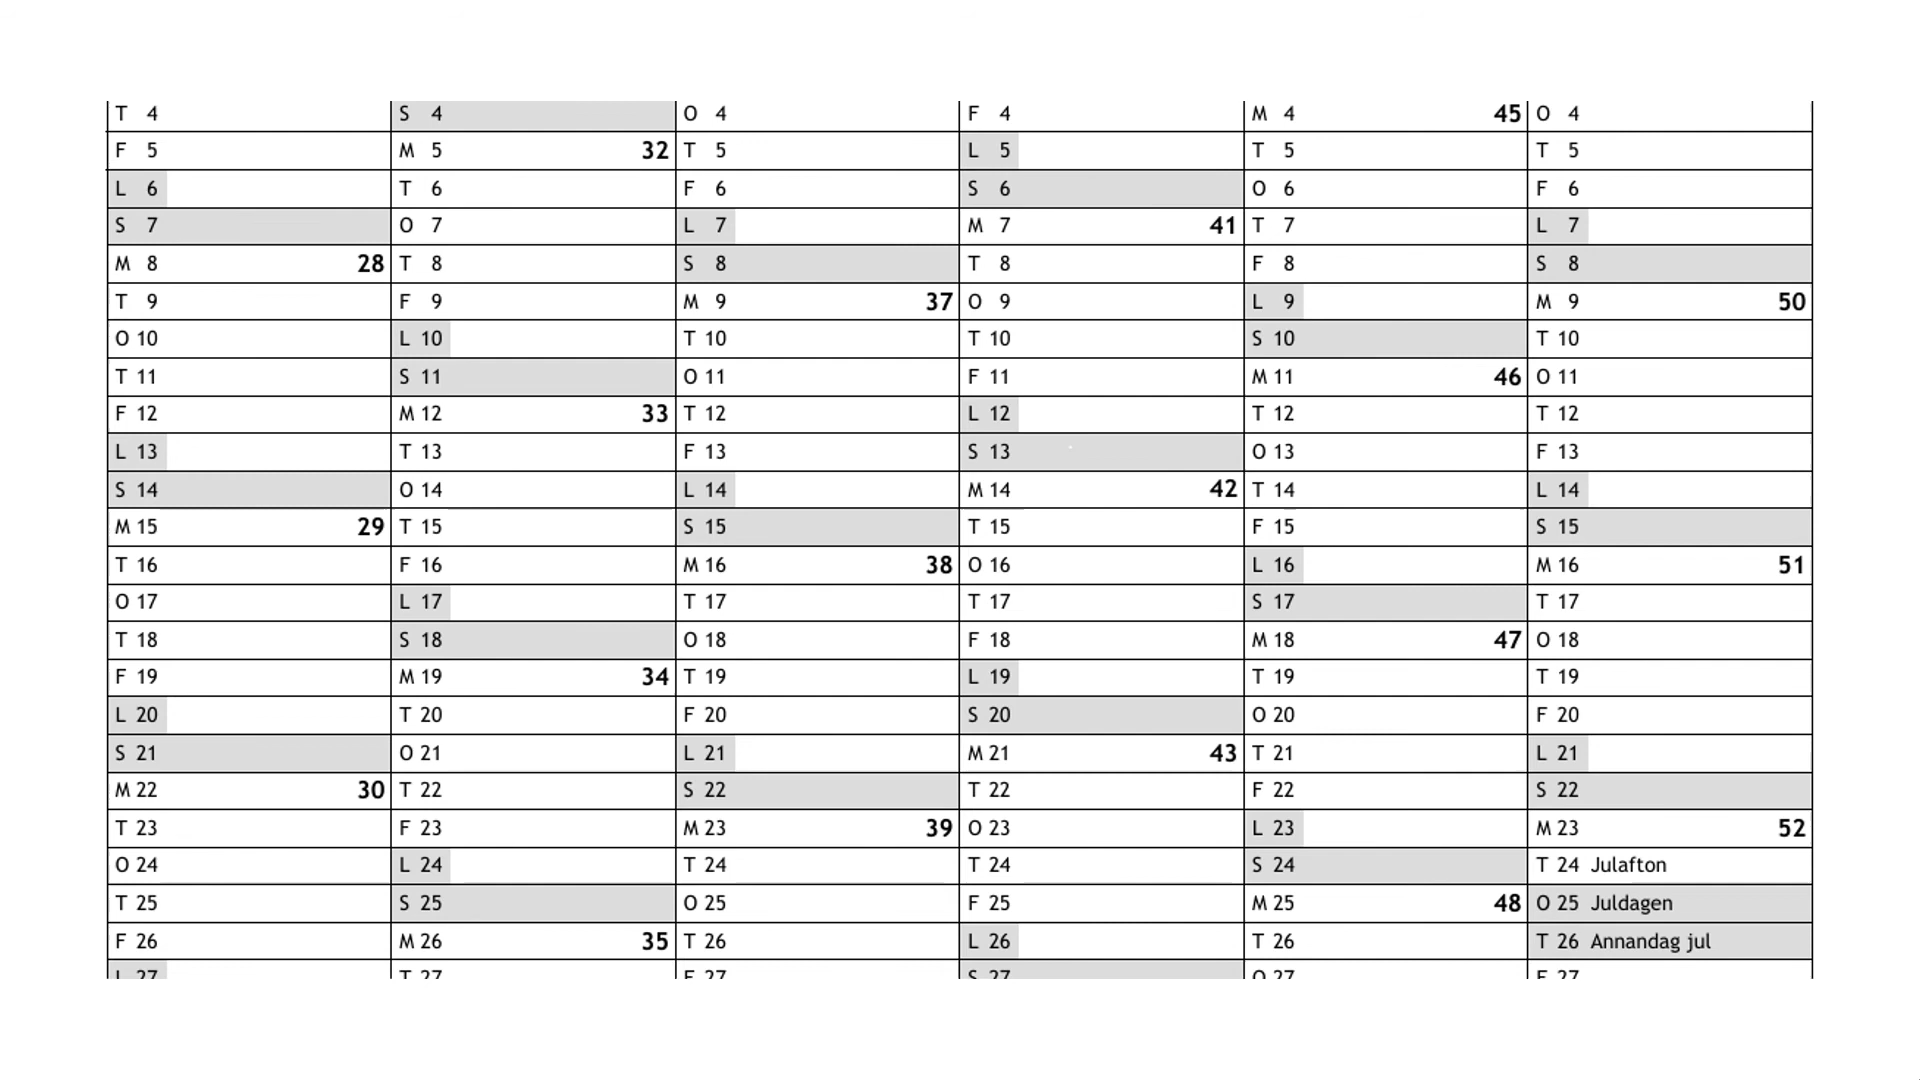 T 4 S 4 O 4 F 4 M 4 45 O 4
F 5 M 5 32 T 5 L 5 T 5 T 5
L 6 T 6 F 6 S 6 O 6 F 6
S 7 O 7 L 7 M 7 41 T 7 L 7
M 8 28 T 8 S 8 T 8 F 8 S 8
T 9 F 9 M 9 37 O 9 L 9 M 9 50
O 10 L 10 T 10 T 10 S 10 T 10
T 11 S 11 O 11 F 11 M 11 46 O 11
F 12 M 12 33 T 12 L 12 T 12 T 12
L 13 T 13 F 13 S 13 O 13 F 13
S 14 O 14 L 14 M 14 42 T 14 L 14
M 15 29 T 15 S 15 T 15 F 15 S 15
T 16 F 16 M 16 38 O 16 L 16 M 16 51
O 17 L 17 T 17 T 17 S 17 T 17
T 18 S 18 O 18 F 18 M 18 47 O 18
F 19 M 19 34 T 19 L 19 T 19 T 19
L 20 T 20 F 20 S 20 O 20 F 20
S 21 O 21 L 21 M 21 43 T 21 L 21
M 22 30 T 22 S 22 T 22 F 22 S 22
T 23 F 23 M 23 39 O 23 L 23 M 23 52
O 24 L 24 T 24 T 24 S 24 T 24 Julafton
T 25 S 25 O 25 F 25 M 25 48 O 25 Juldagen
F 26 M 26 35 T 26 L 26 T 26 T 26 Annandag jul
L 27 T 27 F 27 S 27 O 27 F 27